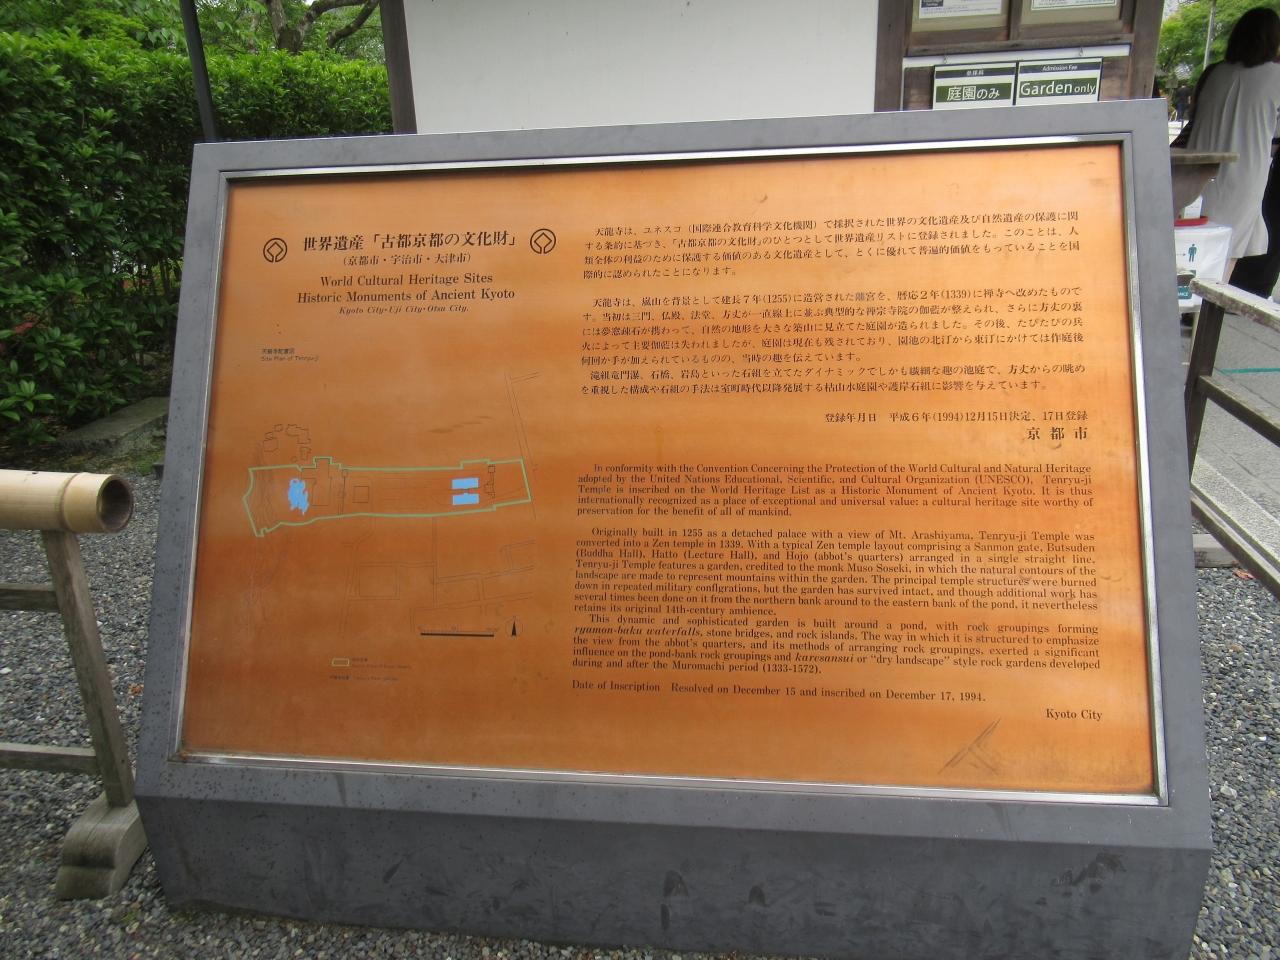 参拝料
庭園のみ
Admission Fee
Garden only
世界遺産「古都京都の文化財」
(京都市・宇治市・大津市)
World Cultural Heritage Sites
Historic Monuments of Ancient Kyoto
Kyoto City·Uji City·Otsu City.
天龍寺配置図
Site Plan of Tenryu-ji
天龍寺は、ユネスコ（国際連合教育科学文化機関）で採択された世界の文化遺産及び自然遺産の保護に関
する条約に基づき、「古都京都の文化財」のひとつとして世界遺産リストに登録されました。このことは、人
類全体の利益のために保護する価値のある文化遺産として、とくに優れて普遍的価値をもっていることを国
際的に認められたことになります。
天龍寺は、嵐山を背景として建長７年(1255)に造営された離宮を、暦応２年(1339)に禅寺へ改めたもので
す。当初は三門、仏殿、法堂、方丈が一直線上に並ぶ典型的な禅宗寺院の伽藍が整えられ、さらに方丈の裏
には夢窓疎石が携わって、自然の地形を大きな築山に見立てた庭園が造られました。その後、たびたびの兵
火によって主要伽藍は失われましたが、庭園は現在も残されており、園池の北汀から東汀にかけては作庭後
何回か手が加えられているものの、当時の趣を伝えています。
滝組竜門瀑、石橋、岩島といった石組を立てたダイナミックでしかも繊細な趣の池庭で、方丈からの眺め
を重視した構成や石組の手法は室町時代以降発展する枯山水庭園や護岸石組に影響を与えています。
登録年月日　平成６年(1994)12月15日決定、17日登録
京都市
In conformity with the Convention Concerning the Protection of the World Cultural and Natural Heritage
adopted by the United Nations Educational, Scientific, and Cultural Organization (UNESCO), Tenryu-ji
Temple is inscribed on the World Heritage List as a Historic Monument of Ancient Kyoto. It is thus
internationally recognized as a place of exceptional and universal value: a cultural heritage site worthy of
preservation for the benefit of all of mankind.
Originally built in 1255 as a detached palace with a view of Mt. Arashiyama, Tenryu-ji Temple was
converted into a Zen temple in 1339. With a typical Zen temple layout comprising a Sanmon gate, Butsuden
(Buddha Hall), Hatto (Lecture Hall), and Hojo (abbot's quarters) arranged in a single straight line,
Tenryu-ji Temple features a garden, credited to the monk Muso Soseki, in which the natural contours of the
landscape are made to represent mountains within the garden. The principal temple structures were burned
down in repeated military conflgrations, but the garden has survived intact, and though additional work has
several times been done on it from the northern bank around to the eastern bank of the pond, it nevertheless
retains its original 14th-century ambience.
This dynamic and sophisticated garden is built around a pond, with rock groupings forming
ryumon-baku waterfalls, stone bridges, and rock islands. The way in which it is structured to emphasize
the view from the abbot's quarters, and its methods of arranging rock groupings, exerted a significant
influence on the pond-bank rock groupings and karesansui or "dry landscape" style rock gardens developed
during and after the Muromachi period (1333-1572).
Date of Inscription Resolved on December 15 and inscribed on December 17, 1994.
Kyoto City